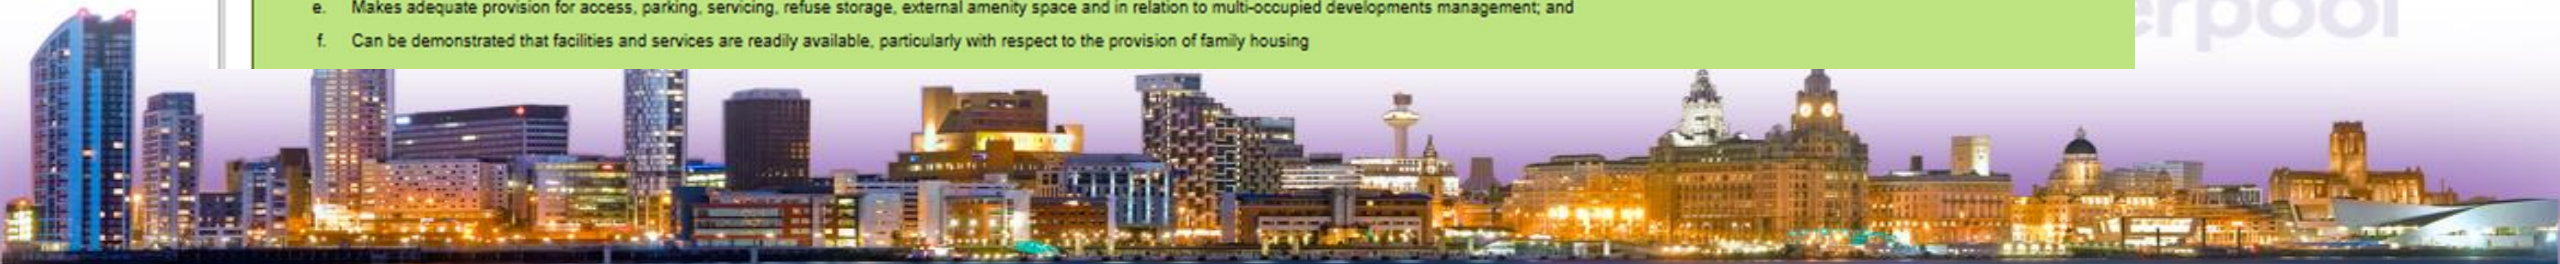 e. Makes adequate provision for access, parking, servicing, refuse storage, external amenity space and in relation to multi-occupied developments management; and
f. Can be demonstrated that facilities and services are readily available, particularly with respect to the provision of family housing
erpool